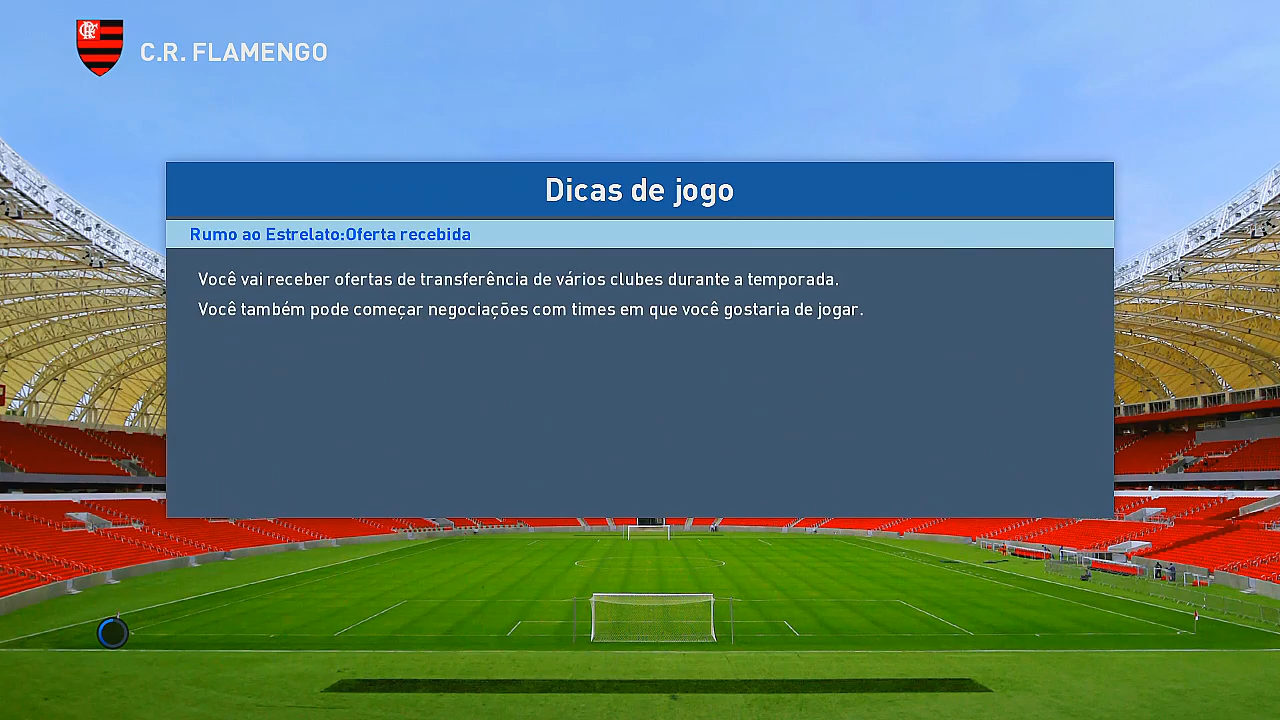 C.R. FLAMENGO
Dicas de jogo
Rumo ao Estrelato:Oferta recebida
Você vai receber ofertas de transferência de vários clubes durante a temporada.
Você também pode começar negociações com times em que você gostaria de jogar.